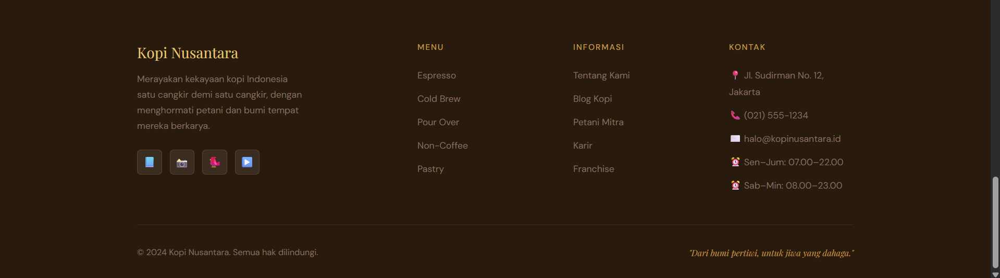 Kopi Nusantara
Merayakan kekayaan kopi Indonesia
satu cangkir demi satu cangkir, dengan
menghormati petani dan bumi tempat
mereka berkarya.
MENU
Espresso
Cold Brew
Pour Over
Non-Coffee
Pastry
INFORMASI
Tentang Kami
Blog Kopi
Petani Mitra
Karir
Franchise
KONTAK
Jl. Sudirman No. 12,
Jakarta
(021) 555-1234
halo@kopinusantara.id
Sen–Jum: 07.00–22.00
Sab–Min: 08.00–23.00
© 2024 Kopi Nusantara. Semua hak dilindungi.
"Dari bumi pertiwi, untuk jiwa yang dahaga."